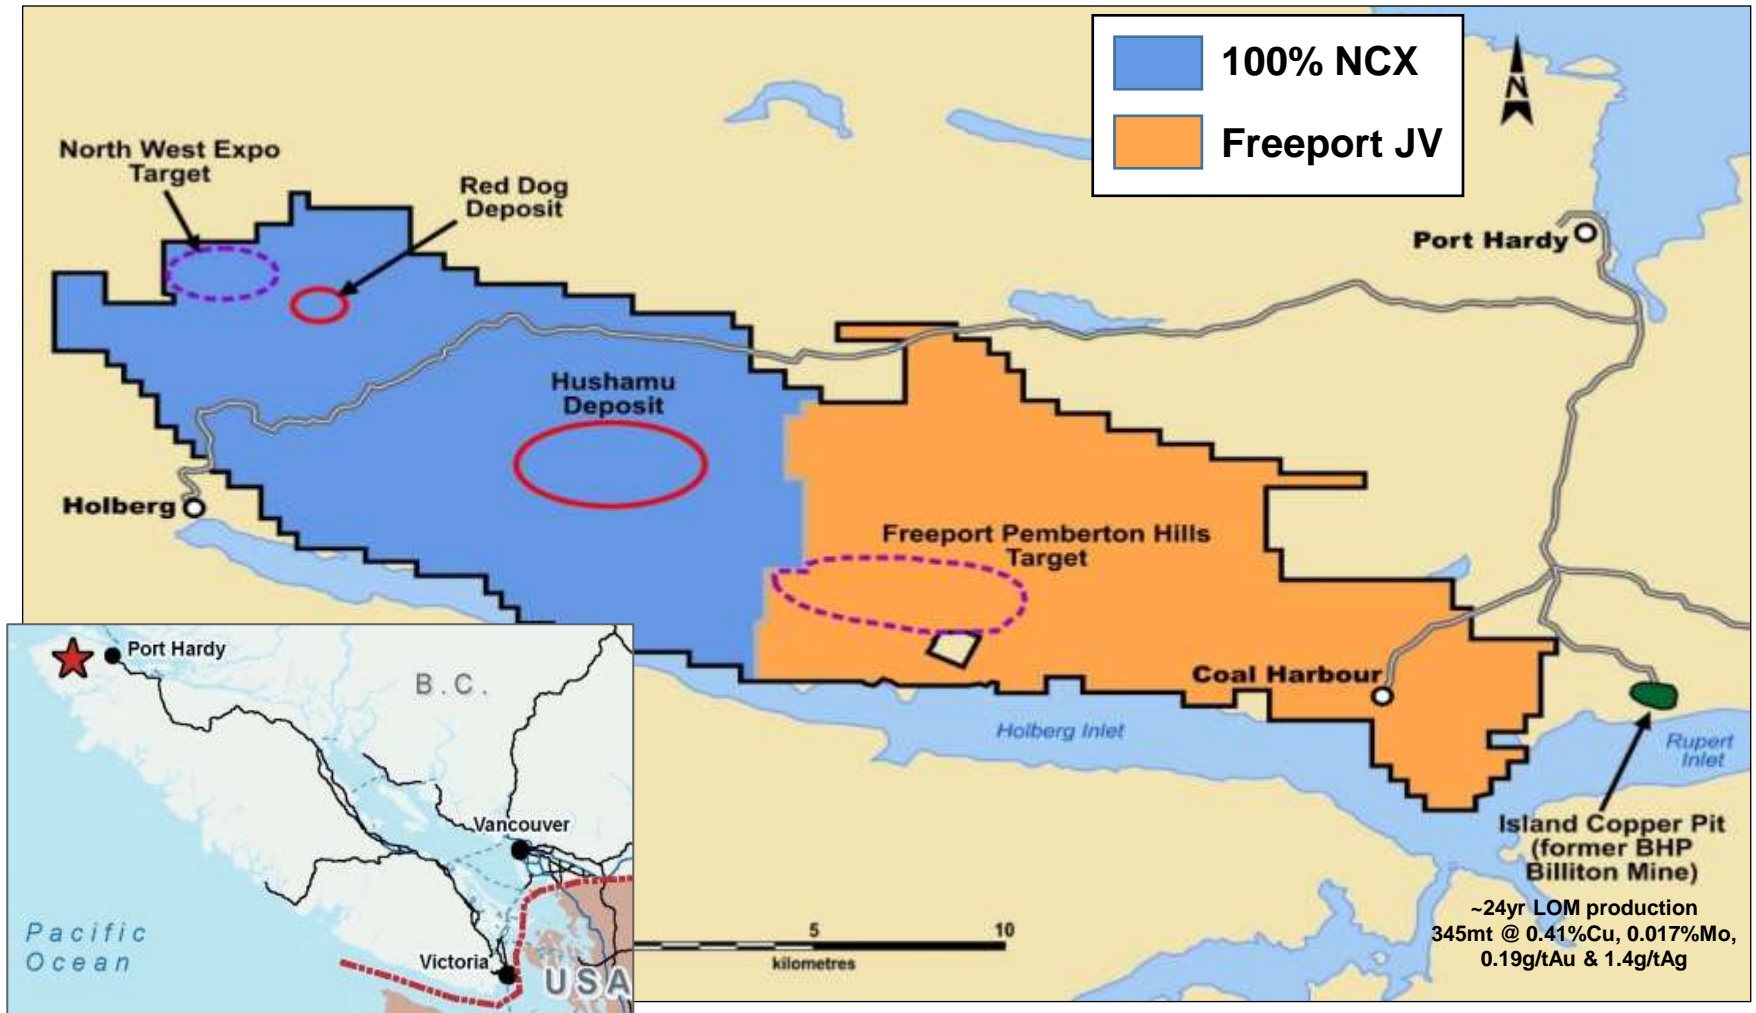 100% NCX
Freeport JV
N
North West Expo
Target
Red Dog
Deposit
Port Hardy
Hushamu
Deposit
Holberg
Freeport Pemberton Hills
Target
Coal Harbour
Holberg Inlet
Rupert
Inlet
Island Copper Pit
(former BHP
Billiton Mine)
~24yr LOM production
345mt @ 0.41%Cu, 0.017%Mo,
0.19g/tAu & 1.4g/tAg
5
10
kilometres
Port Hardy
B.C.
Vancouver
Pacific
Ocean
Victoria
USA